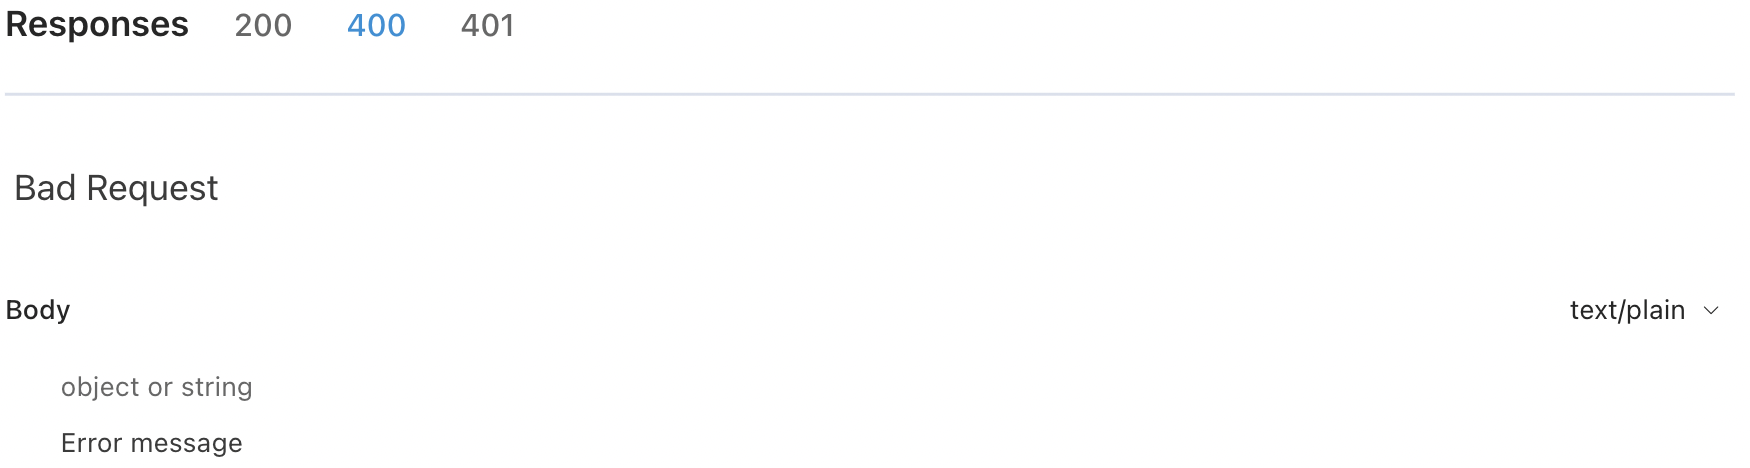 Responses 200 400 401
Bad Request
Body text/plain
object or string
Error message